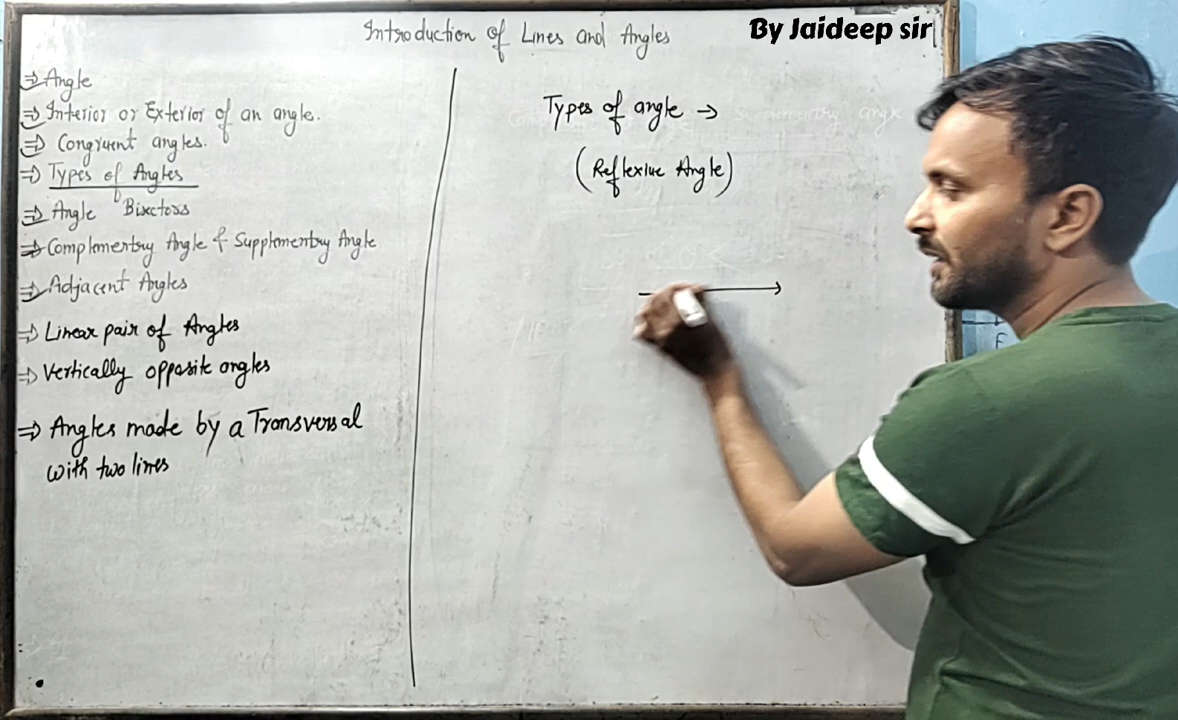 Introduction of Lines and Angles
By Jaideep sir
⇒ Angle
⇒ Interior or Exterior of an angle.
⇒ Congruent angles.
⇒ Types of Angles
⇒ Angle Bisectors
⇒ Complementry Angle & Supplementry Angle
⇒ Adjacent Angles
⇒ Linear pair of Angles
⇒ Vertically opposite angles
⇒ Angles made by a Transversal
with two lines
Types of angle →
(Reflexive Angle)